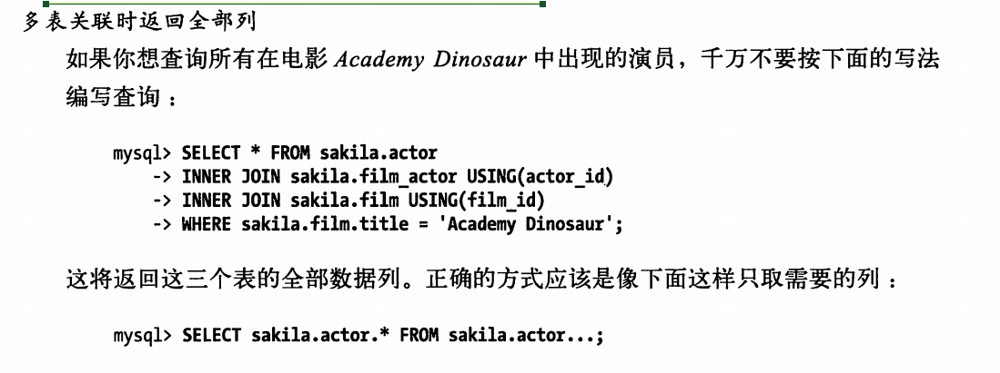 多表关联时返回全部列
如果你想查询所有在电影 Academy Dinosaur 中出现的演员，千万不要按下面的写法
编写查询：
mysql> SELECT * FROM sakila.actor
-> INNER JOIN sakila.film_actor USING(actor_id)
-> INNER JOIN sakila.film USING(film_id)
-> WHERE sakila.film.title = 'Academy Dinosaur';
这将返回这三个表的全部数据列。正确的方式应该是像下面这样只取需要的列：
mysql> SELECT sakila.actor.* FROM sakila.actor...;